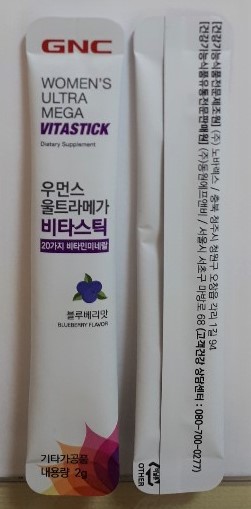 GNC
WOMEN'S
ULTRA
MEGA
VITASTICK
Dietary Supplement
우먼스
울트라메가
비타스틱
20가지 비타민미네랄
블루베리맛
BLUEBERRY FLAVOR
기타가공품
내용량 2g
[건강기능식품전문제조원] (주) 노바렉스 / 충북 청주시 청원구 오창읍 각리 1길 94
[건강기능식품유통전문판매원] (주)동원에프앤비 / 서울시 서초구 마방로 68 (고객건강 상담센터 : 080-700-0277)
OTHER